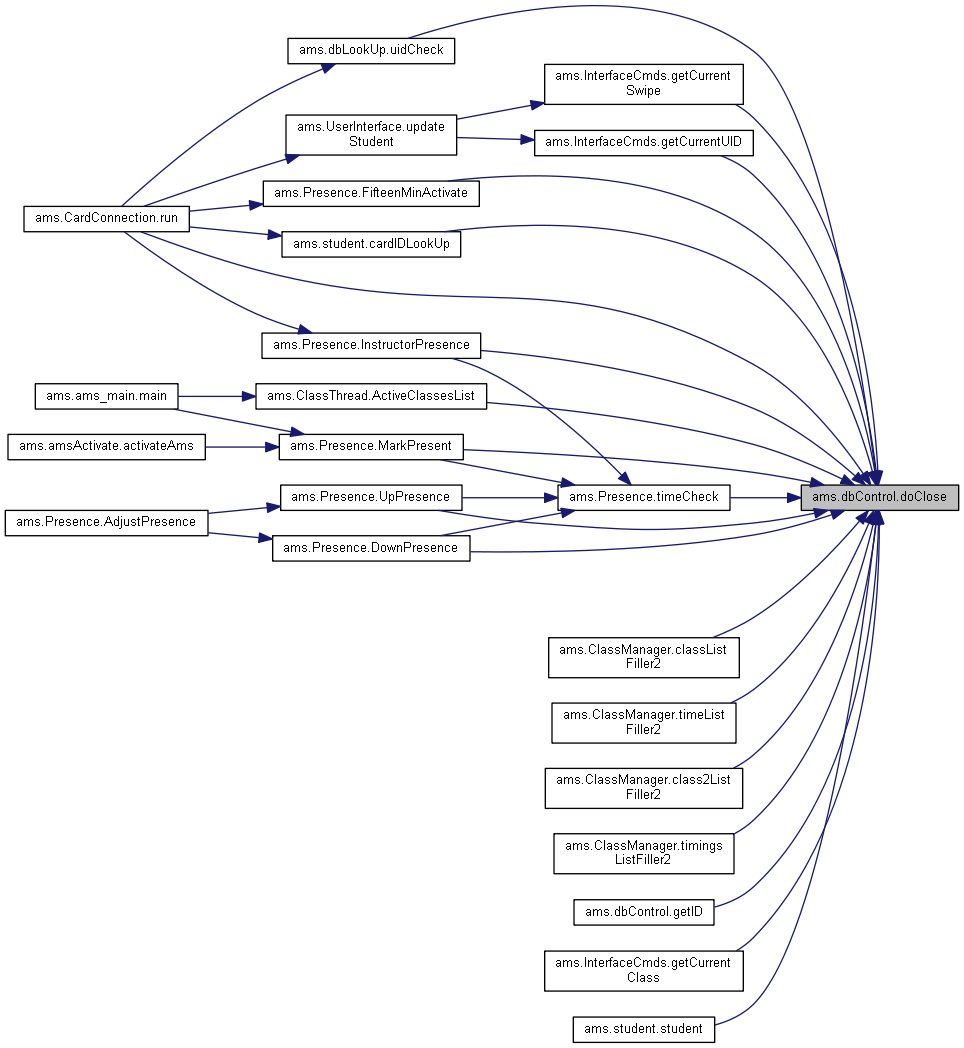 ams.dbLookUp.uidCheck
ams.InterfaceCmds.getCurrent
Swipe
ams.UserInterface.update
Student
ams.InterfaceCmds.getCurrentUID
ams.Presence.FifteenMinActivate
ams.CardConnection.run
ams.student.cardIDLookUp
ams.Presence.InstructorPresence
ams.ams_main.main
ams.ClassThread.ActiveClassesList
ams.amsActivate.activateAms
ams.Presence.MarkPresent
ams.Presence.UpPresence
ams.Presence.timeCheck
ams.dbControl.doClose
ams.Presence.AdjustPresence
ams.Presence.DownPresence
ams.ClassManager.classList
Filler2
ams.ClassManager.timeList
Filler2
ams.ClassManager.class2List
Filler2
ams.ClassManager.timings
ListFiller2
ams.dbControl.getID
ams.InterfaceCmds.getCurrent
Class
ams.student.student